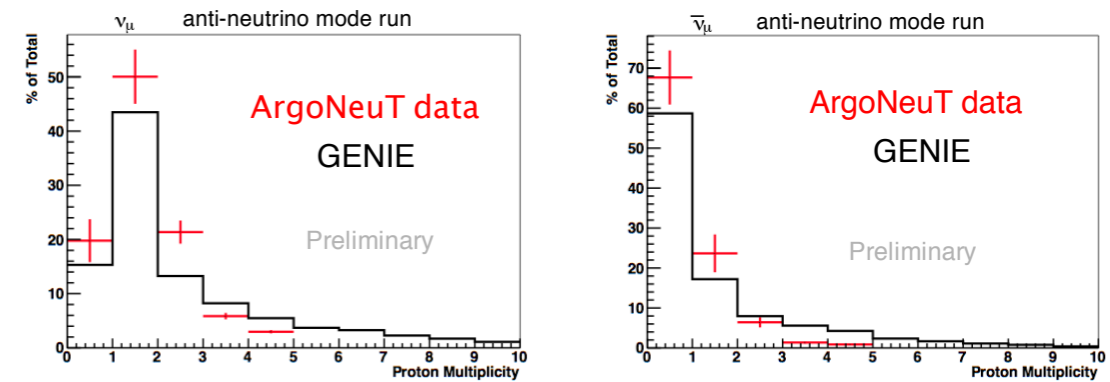 νμ anti-neutrino mode run
% of Total
50
40
30
20
10
0
ArgoNeuT data
GENIE
Preliminary
0 1 2 3 4 5 6 7 8 9 10
Proton Multiplicity
ν̅μ anti-neutrino mode run
% of Total
70
60
50
40
30
20
10
0
ArgoNeuT data
GENIE
Preliminary
0 1 2 3 4 5 6 7 8 9 10
Proton Multiplicity